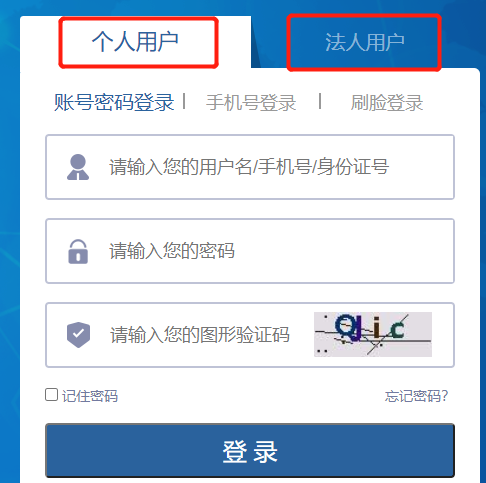 个人用户 法人用户
账号密码登录 | 手机号登录 | 刷脸登录
请输入您的用户名/手机号/身份证号
请输入您的密码
请输入您的图形验证码 QJic
记住密码 忘记密码?
登录